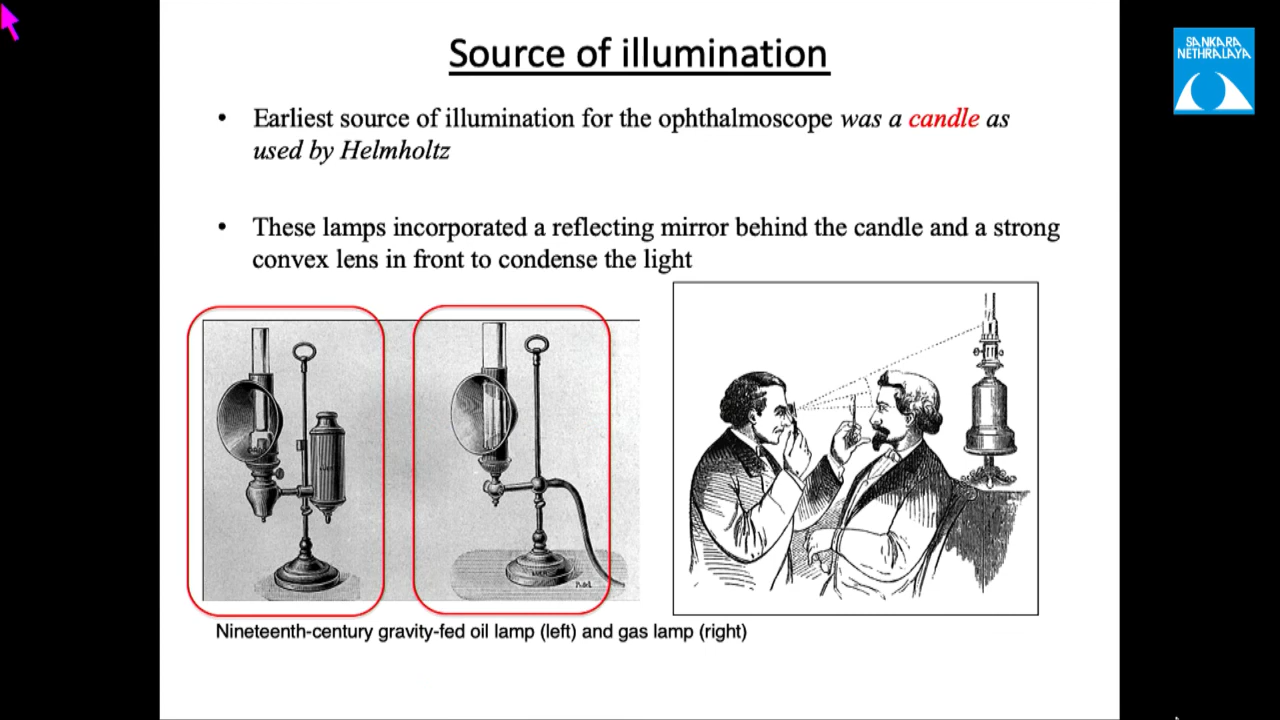 Source of illumination
SANKARA
NETHRALAYA
• Earliest source of illumination for the ophthalmoscope was a candle as
used by Helmholtz
• These lamps incorporated a reflecting mirror behind the candle and a strong
convex lens in front to condense the light
Nineteenth-century gravity-fed oil lamp (left) and gas lamp (right)